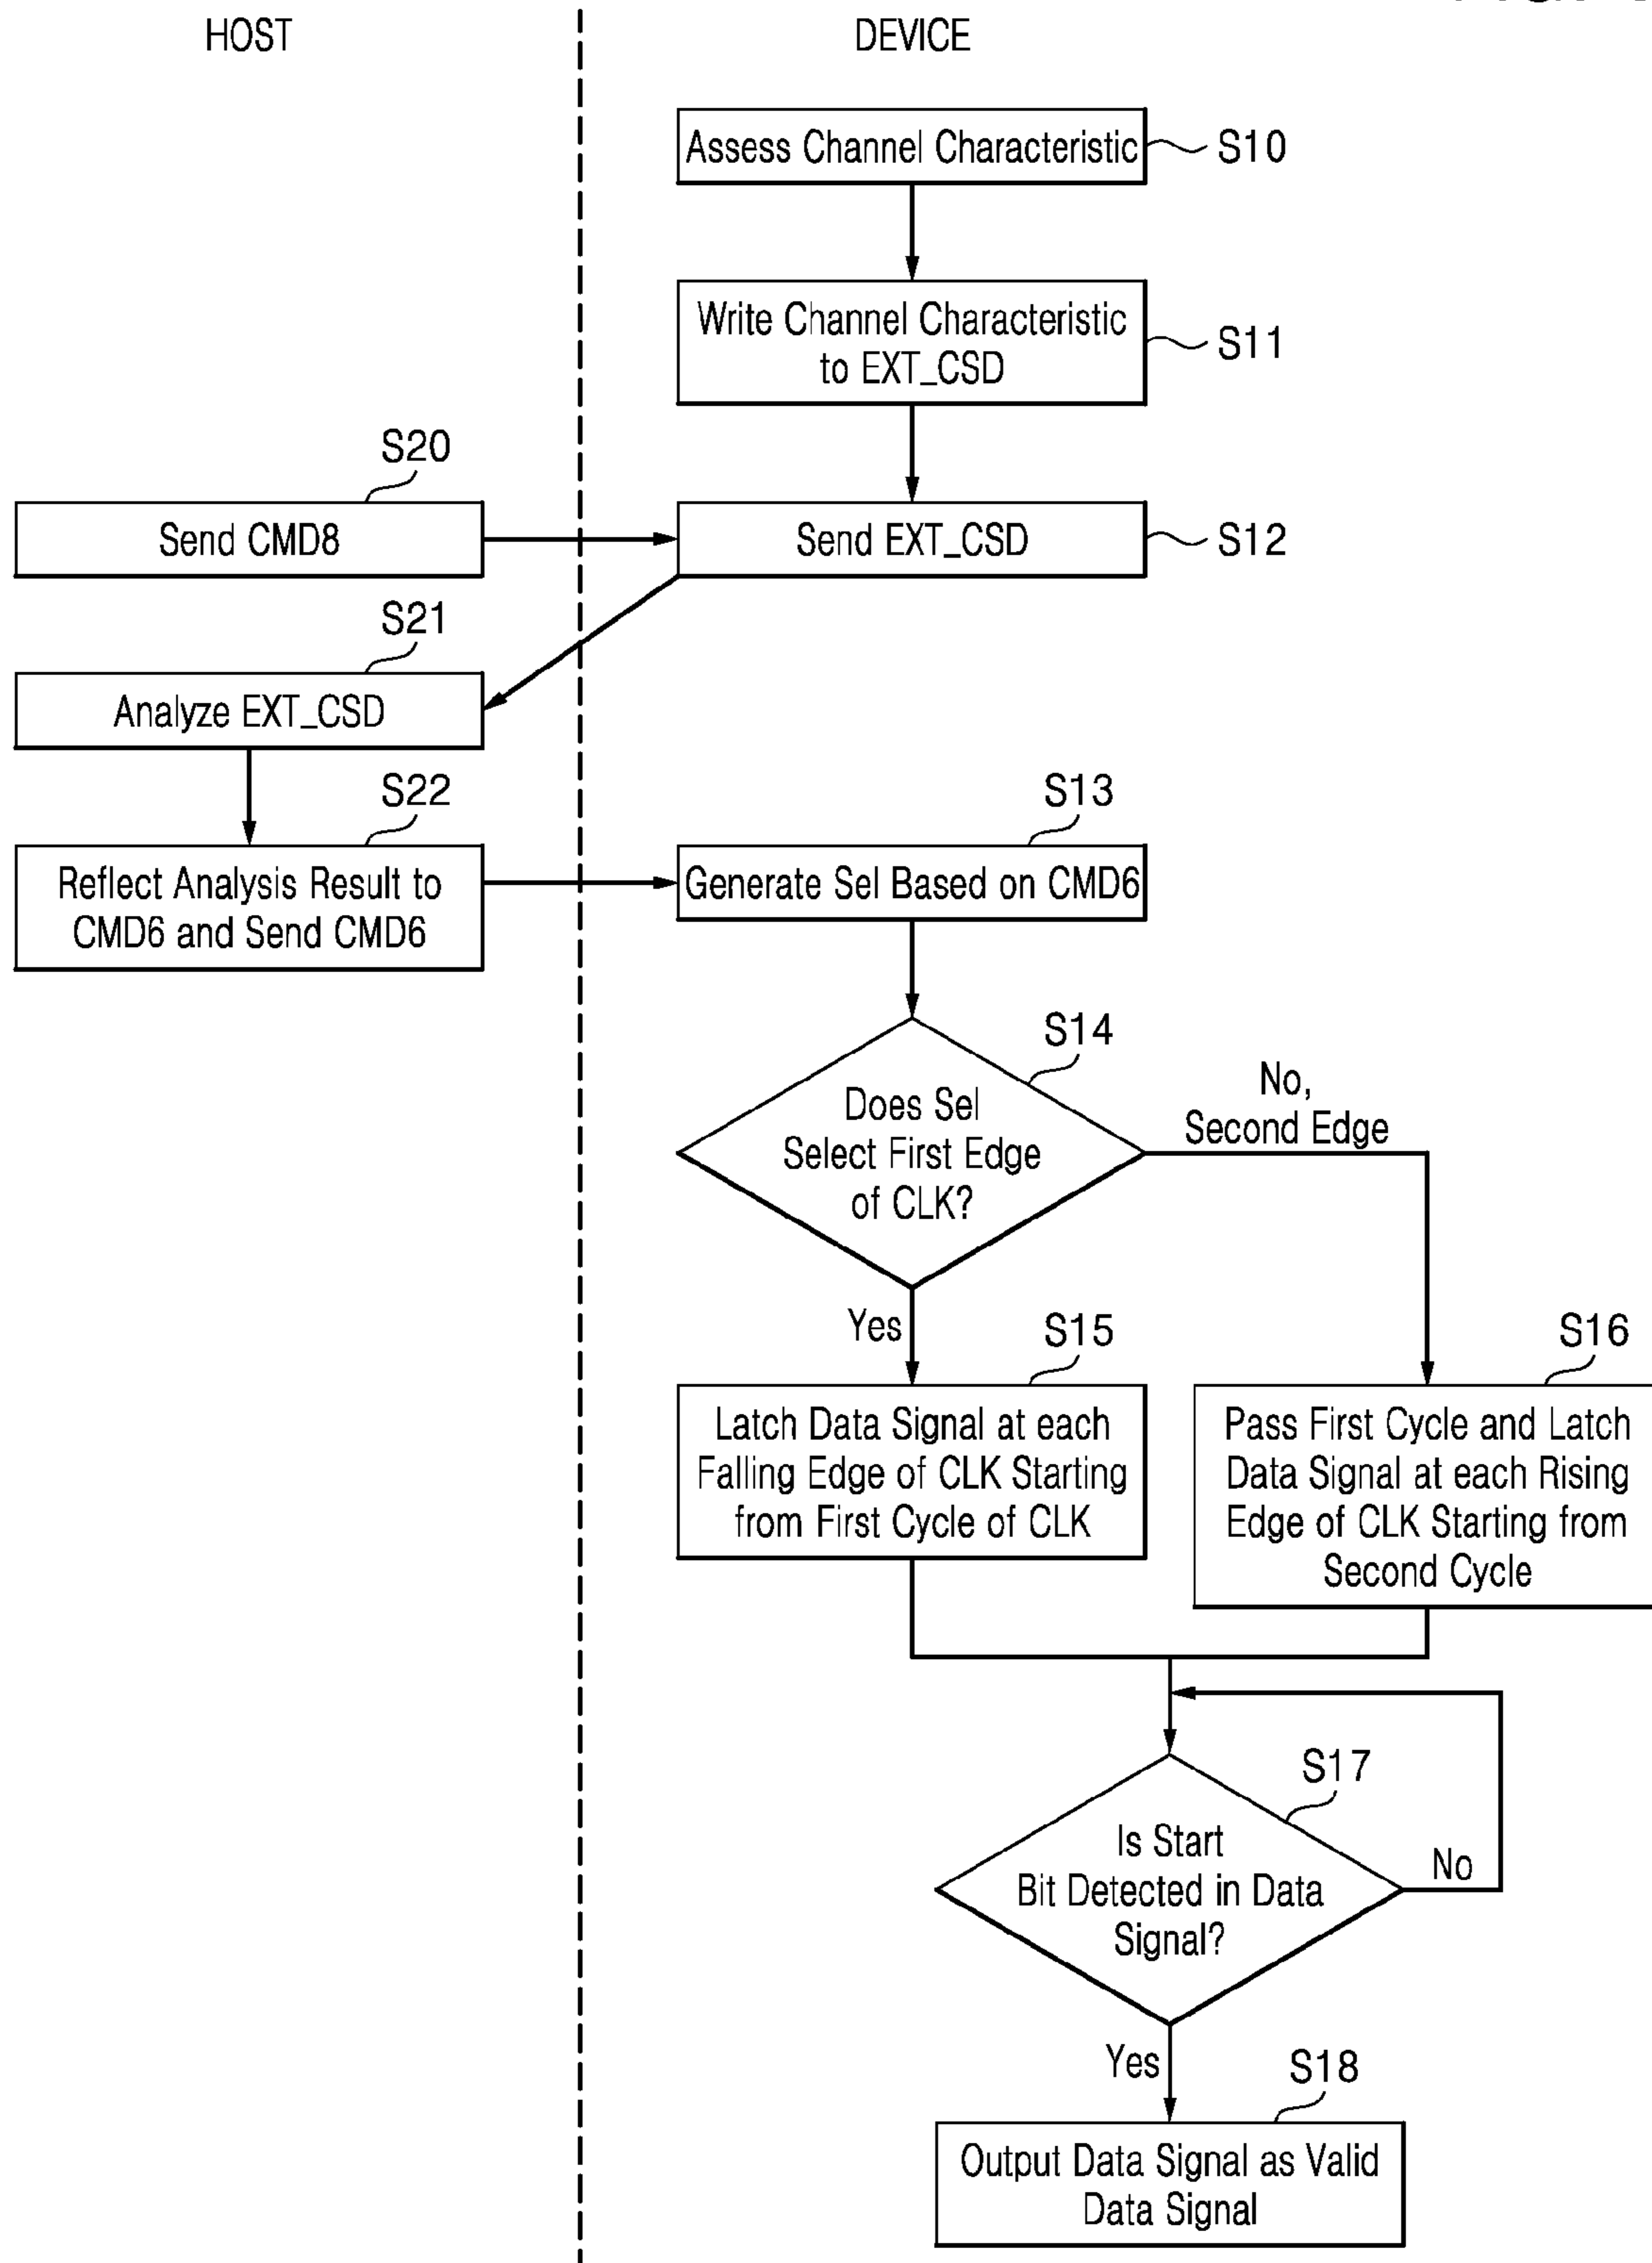 HOST
DEVICE
Assess Channel Characteristic
S10
Write Channel Characteristic
to EXT_CSD
S11
S20
Send CMD8
Send EXT_CSD
S12
S21
Analyze EXT_CSD
S22
Reflect Analysis Result to
CMD6 and Send CMD6
S13
Generate Sel Based on CMD6
S14
Does Sel
Select First Edge
of CLK?
No,
Second Edge
Yes
S15
Latch Data Signal at each
Falling Edge of CLK Starting
from First Cycle of CLK
S16
Pass First Cycle and Latch
Data Signal at each Rising
Edge of CLK Starting from
Second Cycle
S17
Is Start
Bit Detected in Data
Signal?
No
Yes
S18
Output Data Signal as Valid
Data Signal